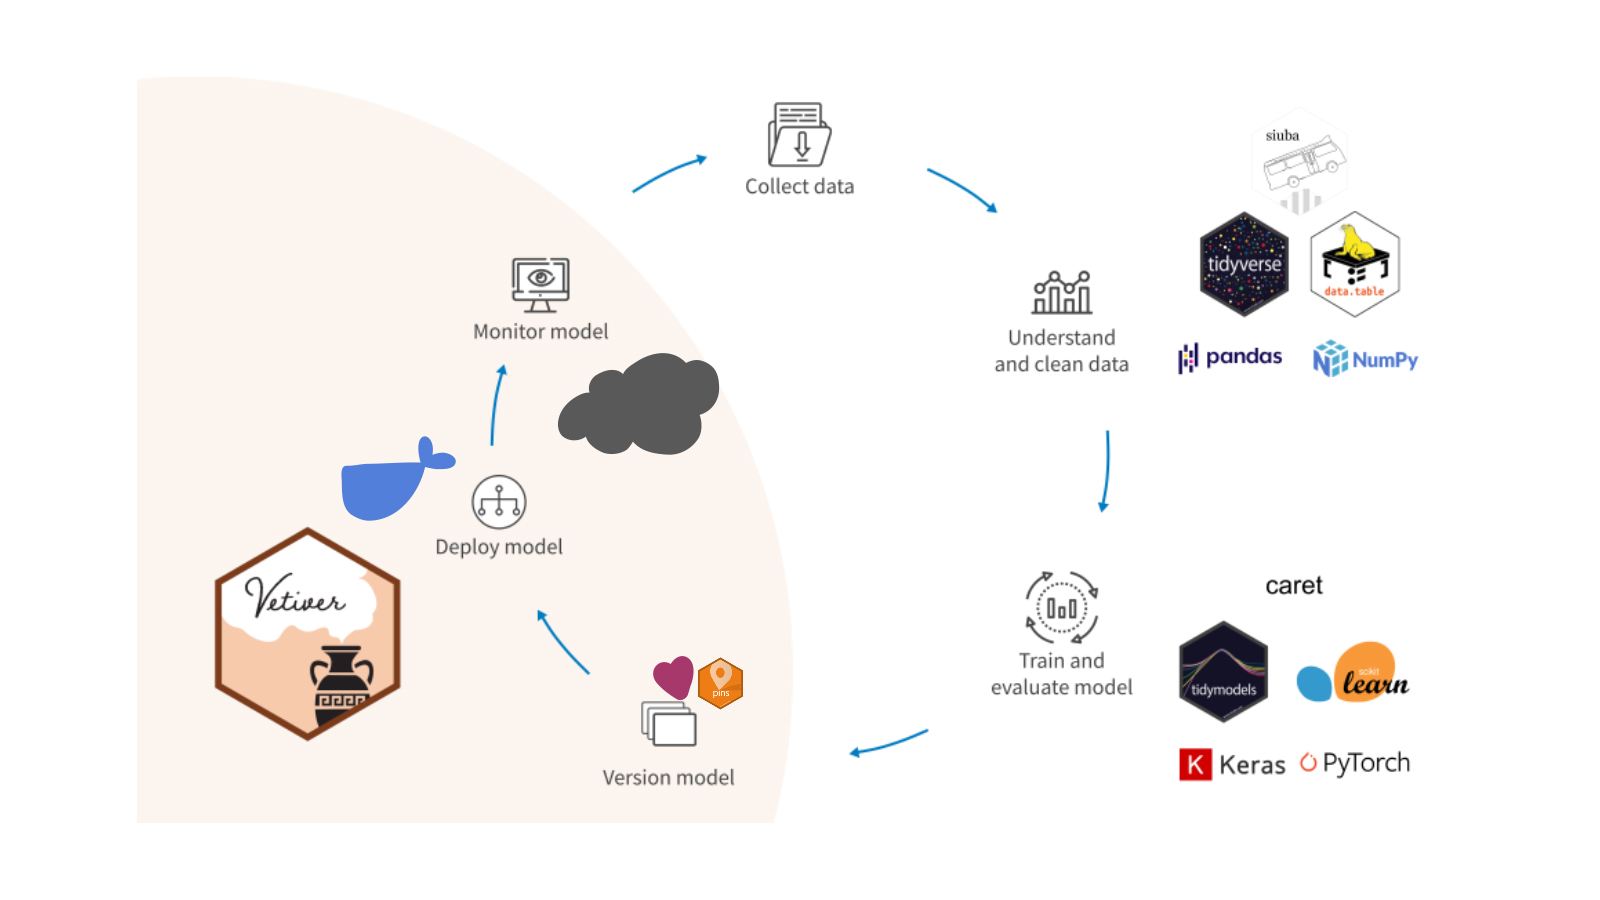 Collect data
siuba
tidyverse
data.table
Understand
and clean data
pandas
NumPy
Monitor model
Deploy model
Vetiver
caret
Train and
evaluate model
tidymodels
scikit
learn
Keras
PyTorch
pins
Version model
K